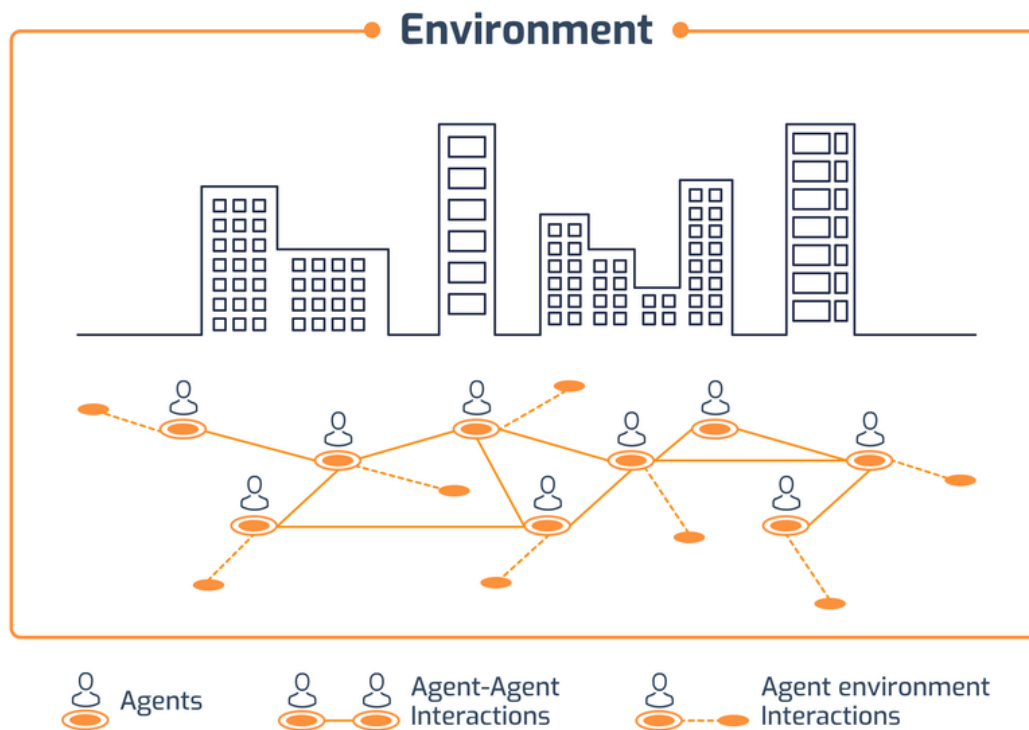 Environment
Agents
Agent-Agent
Interactions
Agent environment
Interactions